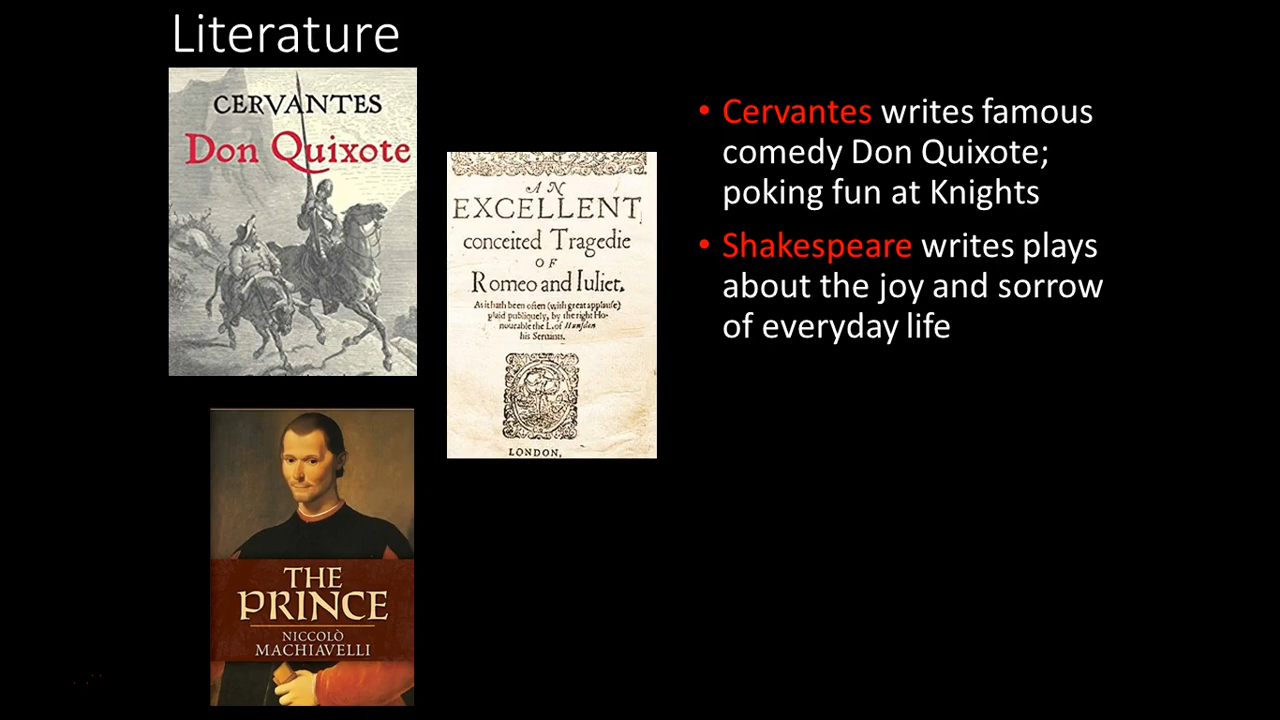 Literature
CERVANTES
Don Quixote
AN
EXCELLENT
conceited Tragedie
OF
Romeo and Iuliet.
As it hath been often (with great applause)
plaid publiquely, by the right Ho-
nourable the L. of Hunsdon
his Seruants.
LONDON,
THE
PRINCE
NICCOLÒ
MACHIAVELLI
• Cervantes writes famous
comedy Don Quixote;
poking fun at Knights
• Shakespeare writes plays
about the joy and sorrow
of everyday life